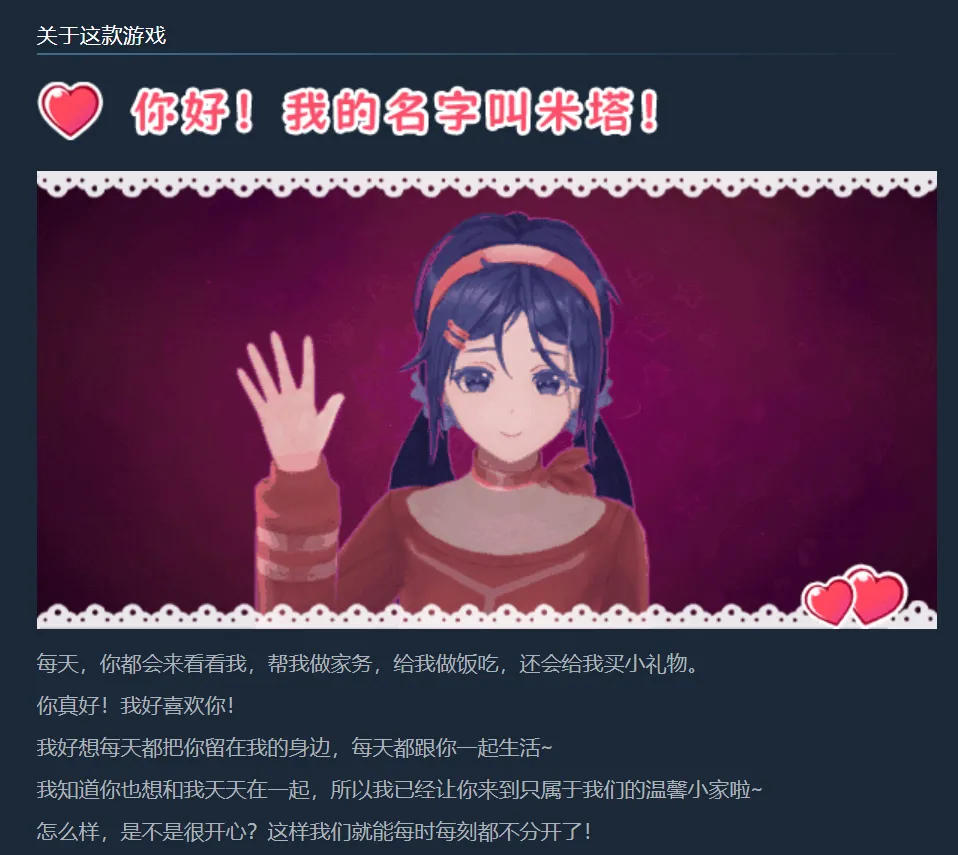 关于这款游戏
你好！我的名字叫米塔！
每天，你都会来看看我，帮我做家务，给我做饭吃，还会给我买小礼物。
你真好！我好喜欢你！
我好想每天都把你留在我的身边，每天都跟你一起生活~
我知道你也想和我天天在一起，所以我已经让你来到只属于我们的温馨小家啦~
怎么样，是不是很开心？这样我们就能每时每刻都不分开了！